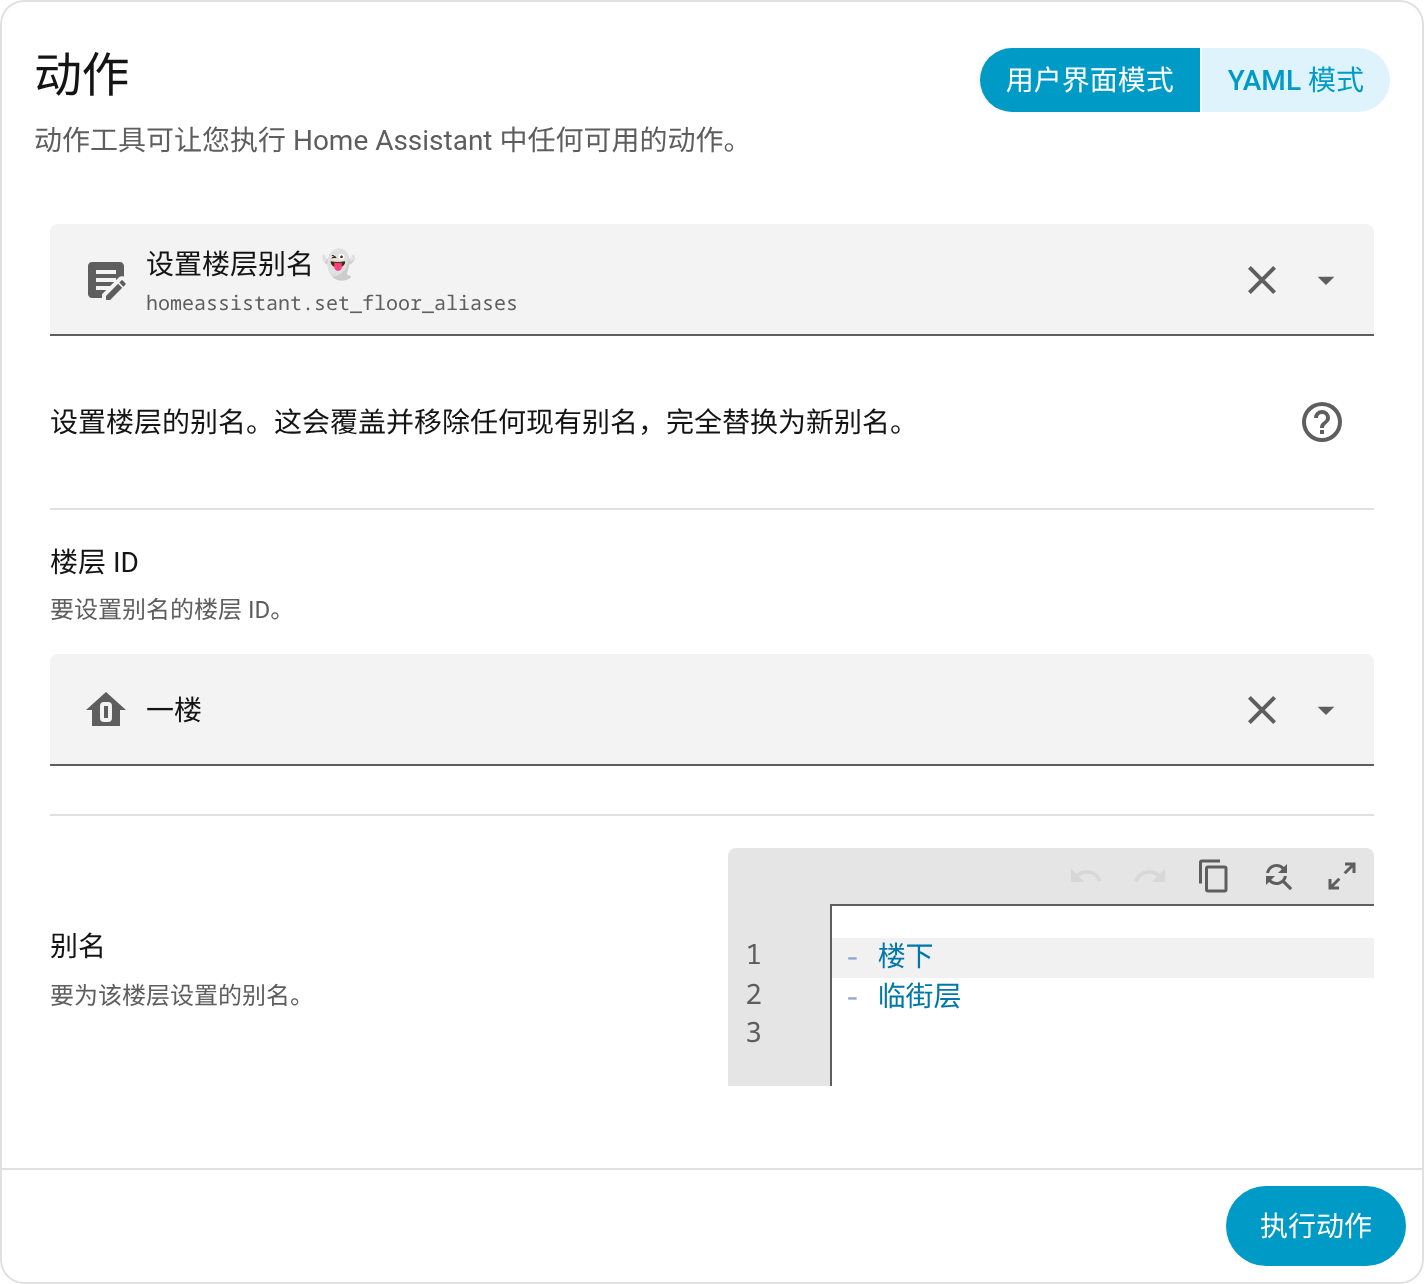 动作
用户界面模式
YAML 模式
动作工具可让您执行 Home Assistant 中任何可用的动作。
设置楼层别名 👻
homeassistant.set_floor_aliases
设置楼层的别名。这会覆盖并移除任何现有别名，完全替换为新别名。
楼层 ID
要设置别名的楼层 ID。
一楼
别名
要为该楼层设置的别名。
1 - 楼下
2 - 临街层
3
执行动作